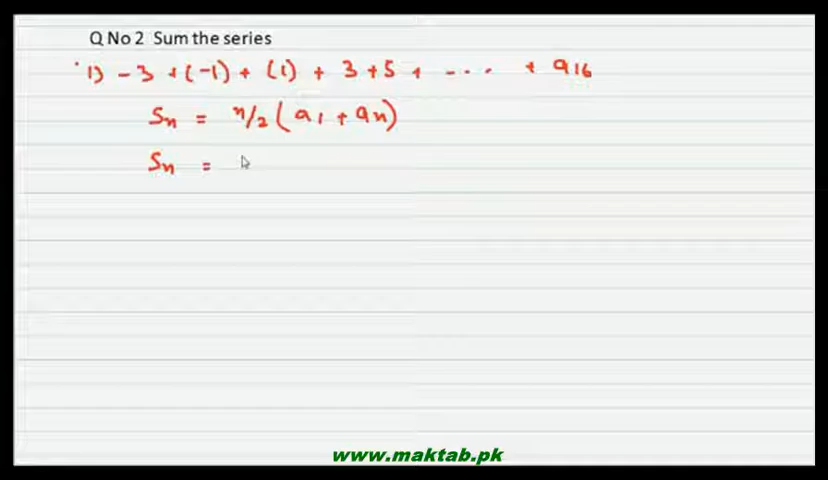 Q No 2 Sum the series
i) -3 + (-1) + (1) + 3 + 5 + ---- + a16
Sn = n/2 (a1 + an)
Sn =
www.maktab.pk